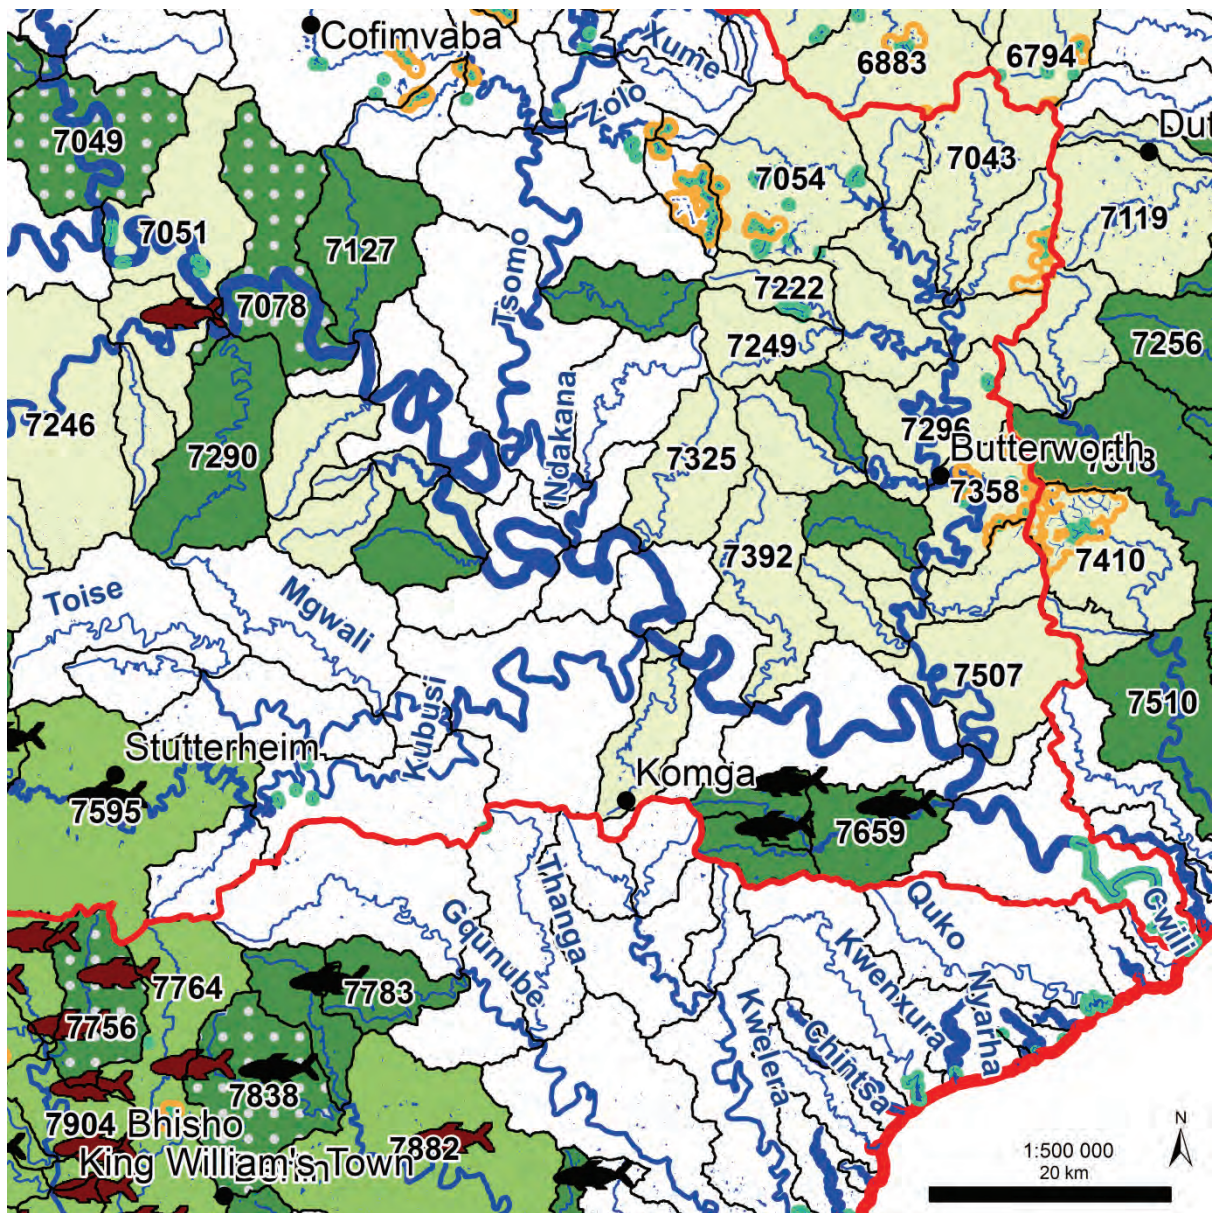 Cofimvaba
Xume
6883
6794
Zolo
7049
Dut
7043
7054
7119
7051
7127
Tsomo
7222
7078
7249
7256
Ndakana
7246
7290
7325
7296
Butterworth
7358
7392
7410
Toise
Mgwali
7507
7510
Kubusi
Stutterheim
Komga
7595
7659
Thanga
Quko
Cwili
Gqunube
Kwenxura
7764
7783
Nyarha
7756
Kwelera
Chintsa
7838
7904
Bhisho
7882
King William's Town
N
1:500 000
20 km